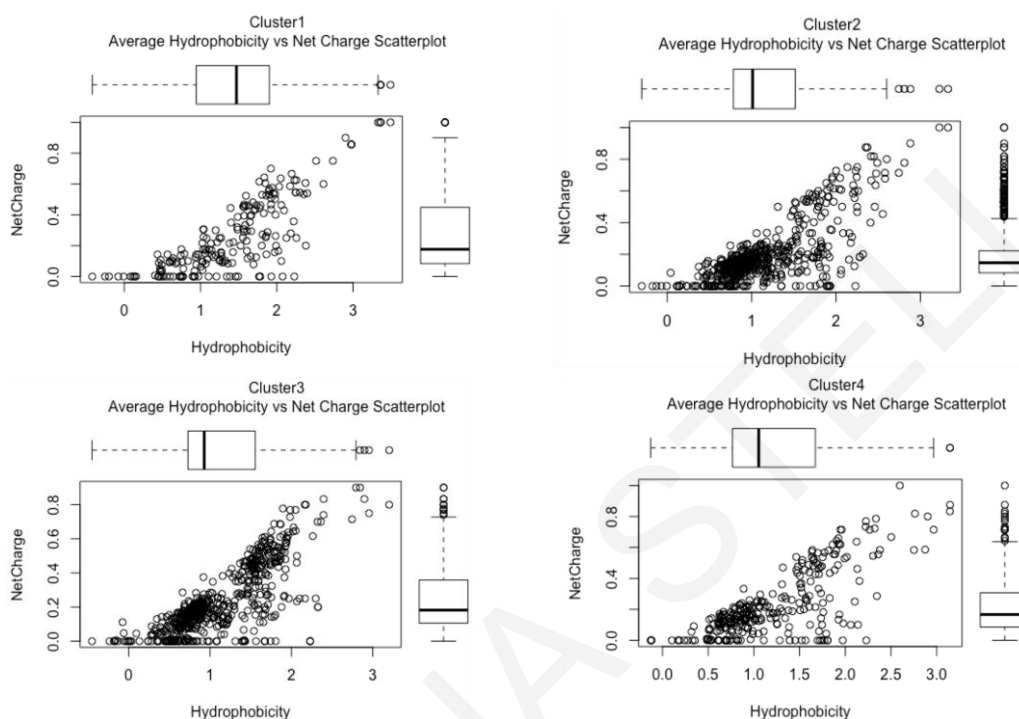 Cluster1
Average Hydrophobicity vs Net Charge Scatterplot
NetCharge
0.8
0.4
0.0
0 1 2 3
Hydrophobicity
Cluster2
Average Hydrophobicity vs Net Charge Scatterplot
NetCharge
0.8
0.4
0.0
0 1 2 3
Hydrophobicity
Cluster3
Average Hydrophobicity vs Net Charge Scatterplot
NetCharge
0.8
0.6
0.4
0.2
0.0
0 1 2 3
Hydrophobicity
Cluster4
Average Hydrophobicity vs Net Charge Scatterplot
NetCharge
0.8
0.4
0.0
0.0 0.5 1.0 1.5 2.0 2.5 3.0
Hydrophobicity